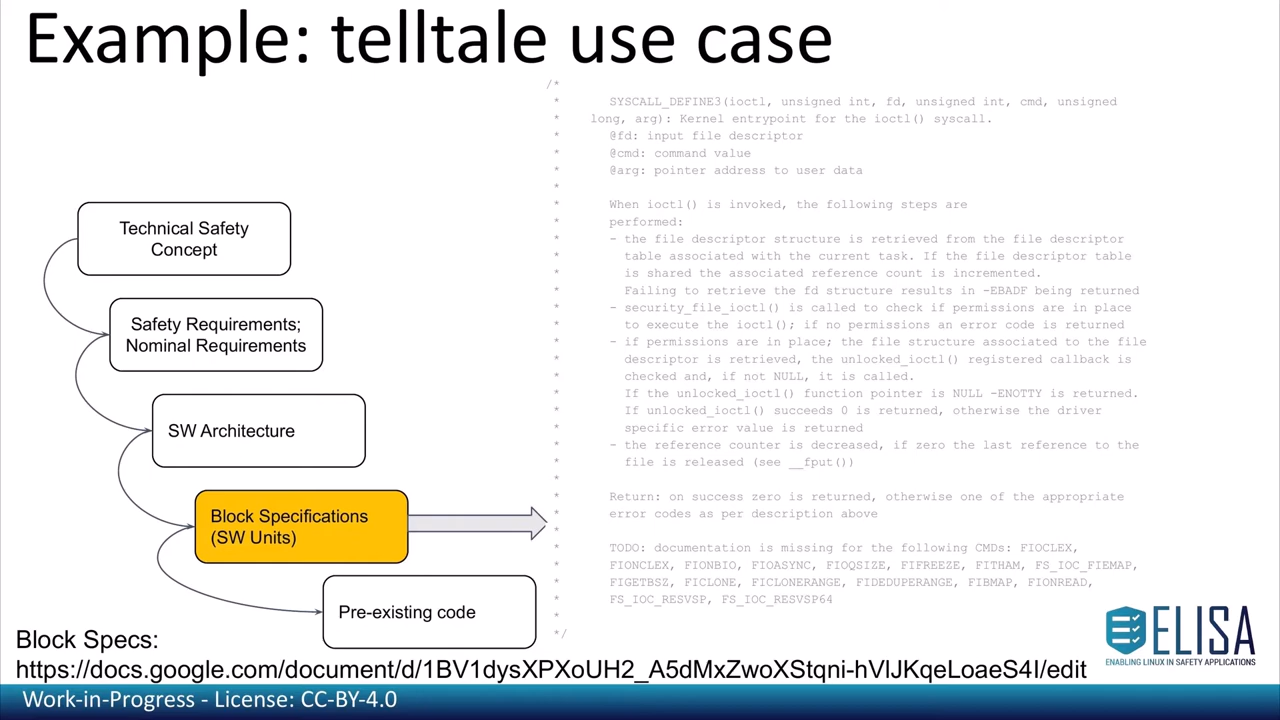 Example: telltale use case
Technical Safety
Concept
Safety Requirements;
Nominal Requirements
SW Architecture
Block Specifications
(SW Units)
Pre-existing code
/*
* SYSCALL_DEFINE3(ioctl, unsigned int, fd, unsigned int, cmd, unsigned
* long, arg): Kernel entrypoint for the ioctl() syscall.
* @fd: input file descriptor
* @cmd: command value
* @arg: pointer address to user data
*
* When ioctl() is invoked, the following steps are
* performed:
* - the file descriptor structure is retrieved from the file descriptor
* table associated with the current task. If the file descriptor table
* is shared the associated reference count is incremented.
* Failing to retrieve the fd structure results in -EBADF being returned
* - security_file_ioctl() is called to check if permissions are in place
* to execute the ioctl(); if no permissions an error code is returned
* - if permissions are in place; the file structure associated to the file
* descriptor is retrieved, the unlocked_ioctl() registered callback is
* checked and, if not NULL, it is called.
* If the unlocked_ioctl() function pointer is NULL -ENOTTY is returned.
* If unlocked_ioctl() succeeds 0 is returned, otherwise the driver
* specific error value is returned
* - the reference counter is decreased, if zero the last reference to the
* file is released (see __fput())
*
* Return: on success zero is returned, otherwise one of the appropriate
* error codes as per description above
*
* TODO: documentation is missing for the following CMDs: FIOCLEX,
* FIONCLEX, FIONBIO, FIOASYNC, FIOQSIZE, FIFREEZE, FITHAM, FS_IOC_FIEMAP,
* FIGETBSZ, FICLONE, FICLONERANGE, FIDEDUPERANGE, FIBMAP, FIONREAD,
* FS_IOC_RESVSP, FS_IOC_RESVSP64
*
*/
Block Specs:
https://docs.google.com/document/d/1BV1dysXPXoUH2_A5dMxZwoXStqni-hVlJKqeLoaeS4I/edit
ELISA
ENABLING LINUX IN SAFETY APPLICATIONS
Work-in-Progress - License: CC-BY-4.0